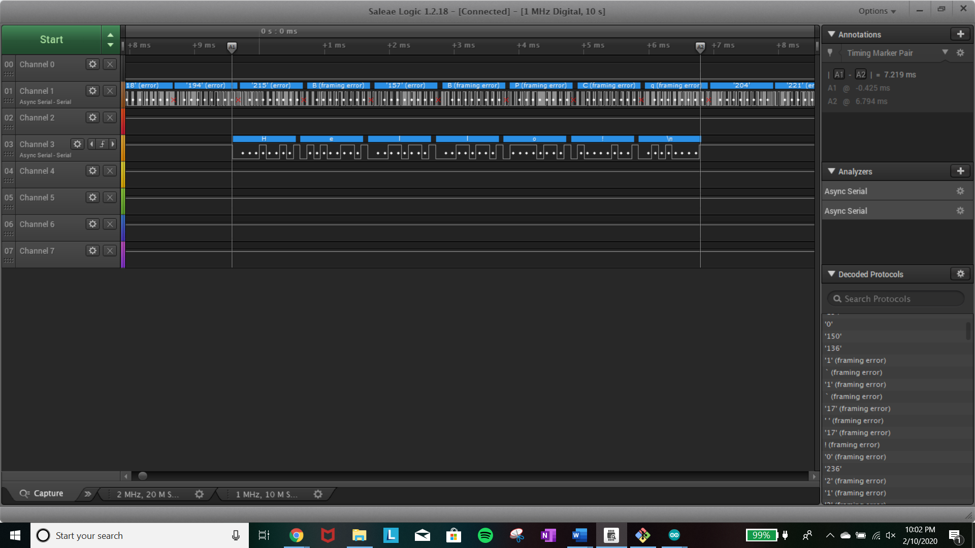 Saleae Logic 1.2.18 - [Connected] - [1 MHz Digital, 10 s]
Options
Start
0 s : 0 ms
+8 ms
+9 ms
+1 ms
+2 ms
+3 ms
+4 ms
+5 ms
+6 ms
+7 ms
+8 ms
00 Channel 0
01 Channel 1
Async Serial - Serial
'194' (error)
'215' (error)
B (framing error)
'157' (error)
B (framing error)
P (framing error)
C (framing error)
q (framing error)
'204'
02 Channel 2
03 Channel 3
Async Serial - Serial
H
e
l
l
o
!
\n
04 Channel 4
05 Channel 5
06 Channel 6
07 Channel 7
Annotations
Timing Marker Pair
| A1 - A2 | = 7.219 ms
A1 @ -0.425 ms
A2 @ 6.794 ms
Analyzers
Async Serial
Async Serial
Decoded Protocols
Search Protocols
'0'
'150'
'136'
'1' (framing error)
` (framing error)
'1' (framing error)
` (framing error)
'17' (framing error)
' ' (framing error)
'17' (framing error)
! (framing error)
'0' (framing error)
'236'
'2' (framing error)
'1' (framing error)
Capture
2 MHz, 20 M S...
1 MHz, 10 M S...
Start your search
99%
10:02 PM
2/10/2020